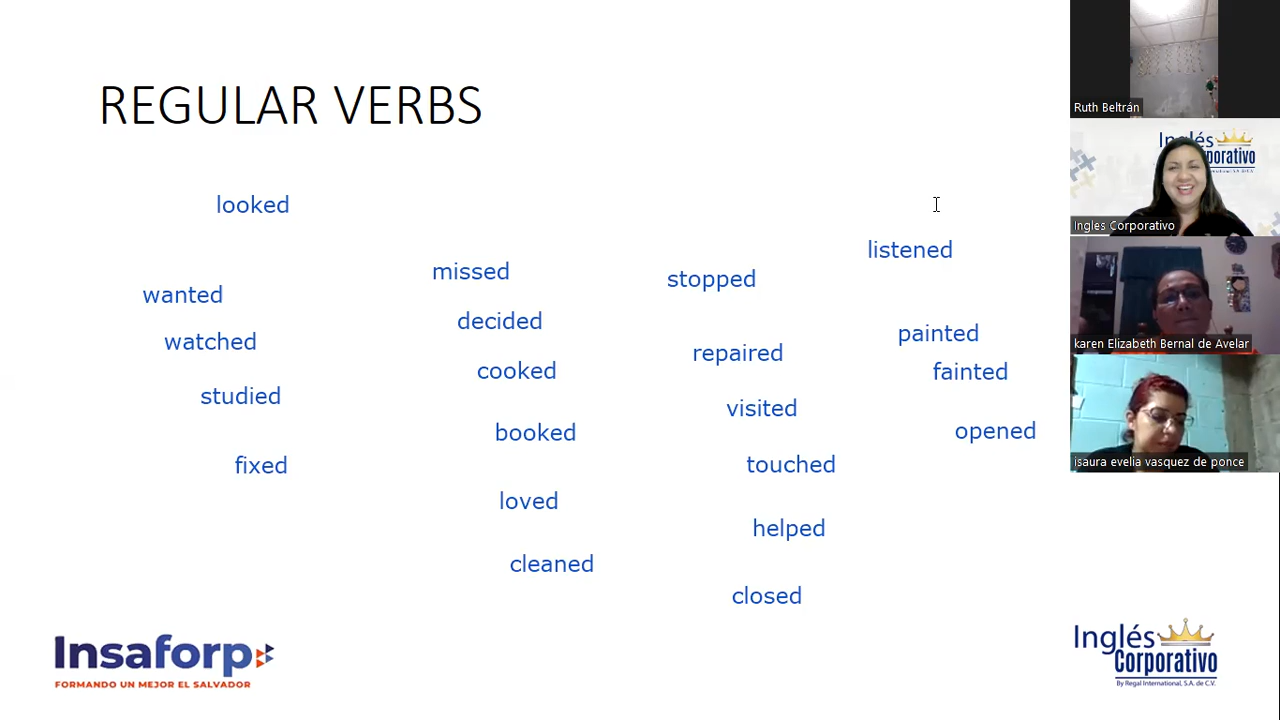 REGULAR VERBS
looked
wanted
watched
studied
fixed
missed
decided
cooked
booked
loved
cleaned
stopped
repaired
visited
touched
helped
closed
listened
painted
fainted
opened
Insaforp
FORMANDO UN MEJOR EL SALVADOR
Inglés
Corporativo
By Regal International, S.A. de C.V.
Ruth Beltrán
Inglés
Ingles Corporativo
karen Elizabeth Bernal de Avelar
isaura evelia vasquez de ponce